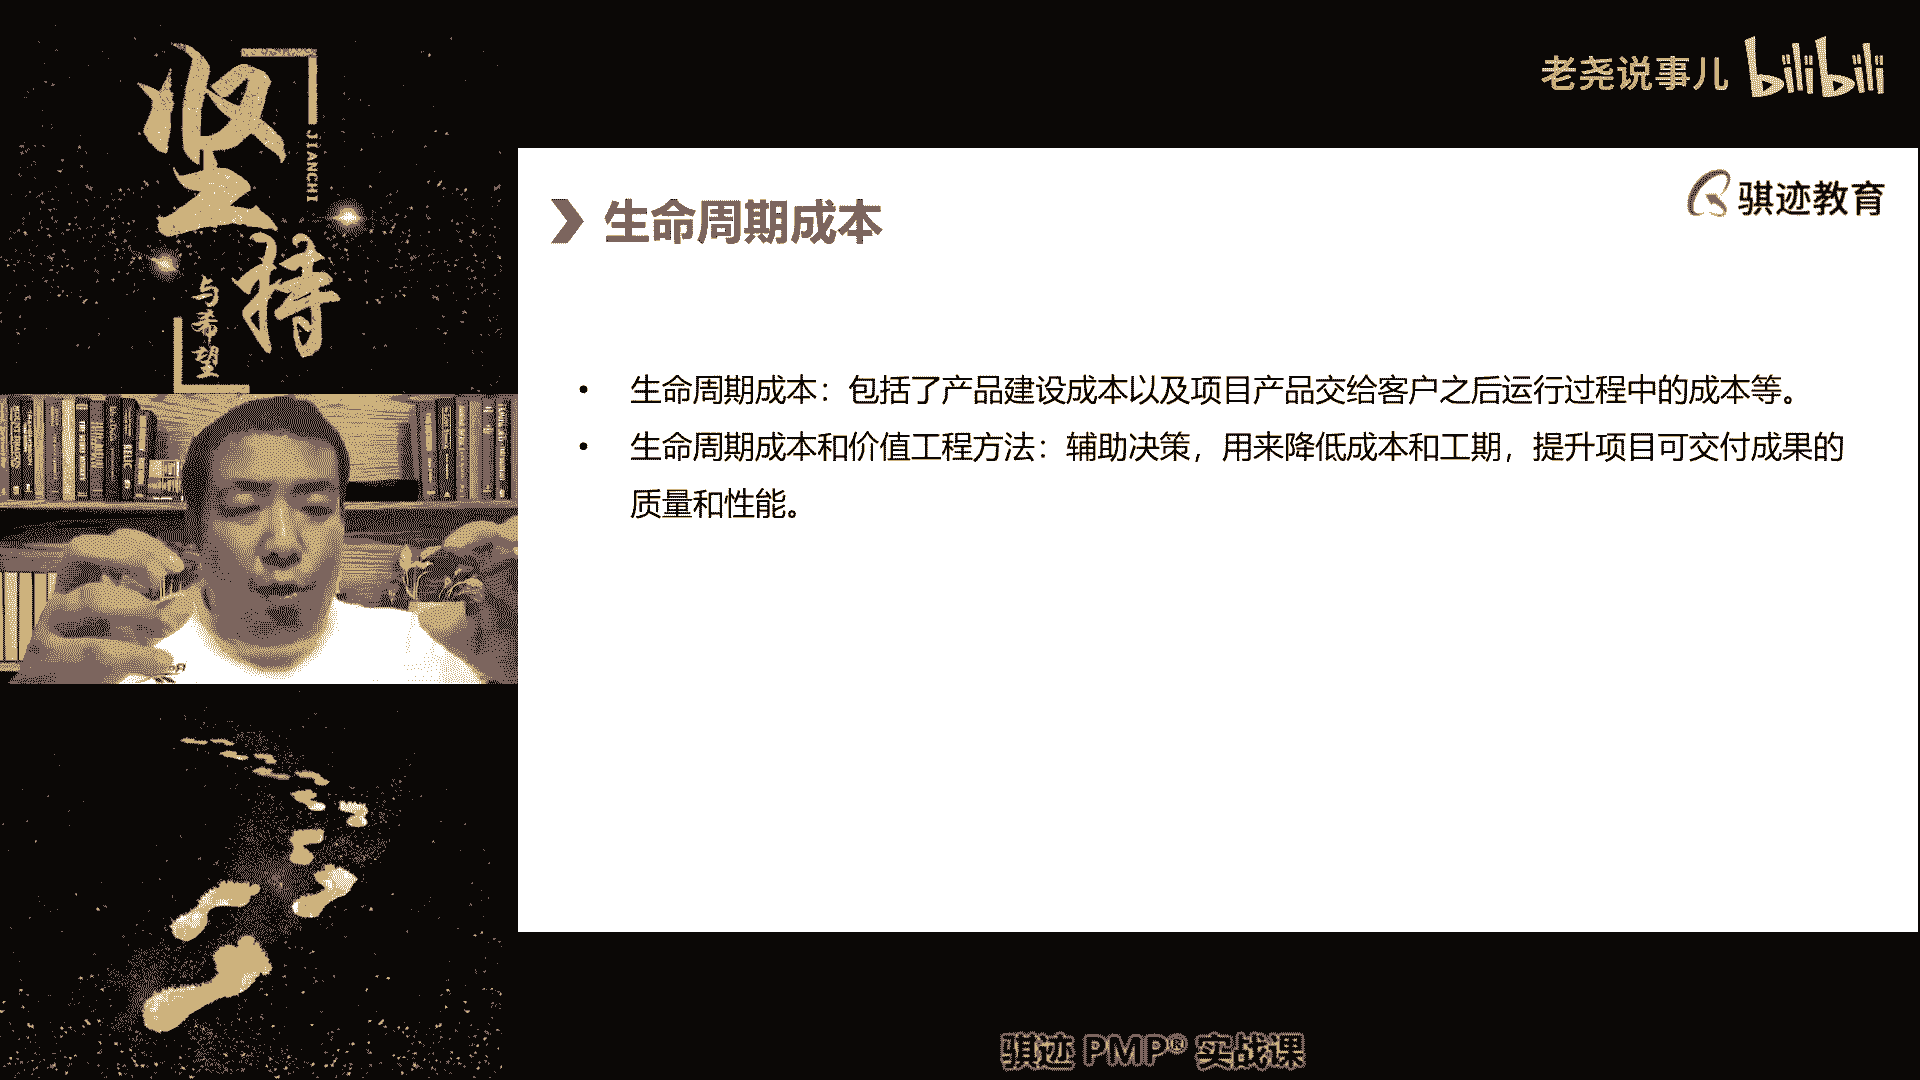 坚持
JIANCHI
与希望
老尧说事儿 bilibili
骐迹教育
生命周期成本
• 生命周期成本：包括了产品建设成本以及项目产品交给客户之后运行过程中的成本等。
• 生命周期成本和价值工程方法：辅助决策，用来降低成本和工期，提升项目可交付成果的
质量和性能。
骐迹 PMP® 实战课